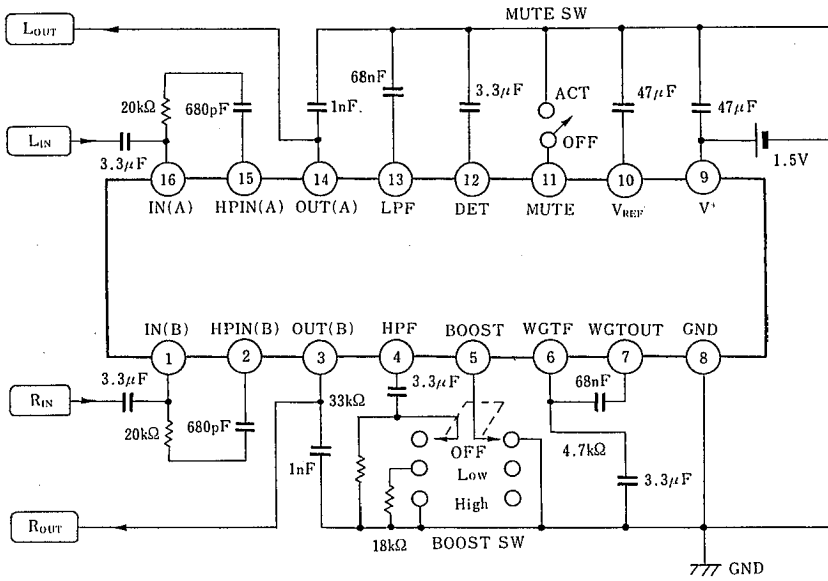 LOUT
MUTE SW
68nF
3.3μF
ACT
47μF
47μF
20kΩ
680pF
1nF
OFF
LIN
3.3μF
1.5V
16
15
14
13
12
11
10
9
IN(A)
HPIN(A)
OUT(A)
LPF
DET
MUTE
VREF
V+
IN(B)
HPIN(B)
OUT(B)
HPF
BOOST
WGTF
WGTOUT
GND
1
2
3
4
5
6
7
8
3.3μF
3.3μF
68nF
RIN
33kΩ
20kΩ
680pF
OFF
4.7kΩ
1nF
Low
3.3μF
High
ROUT
18kΩ
BOOST SW
GND